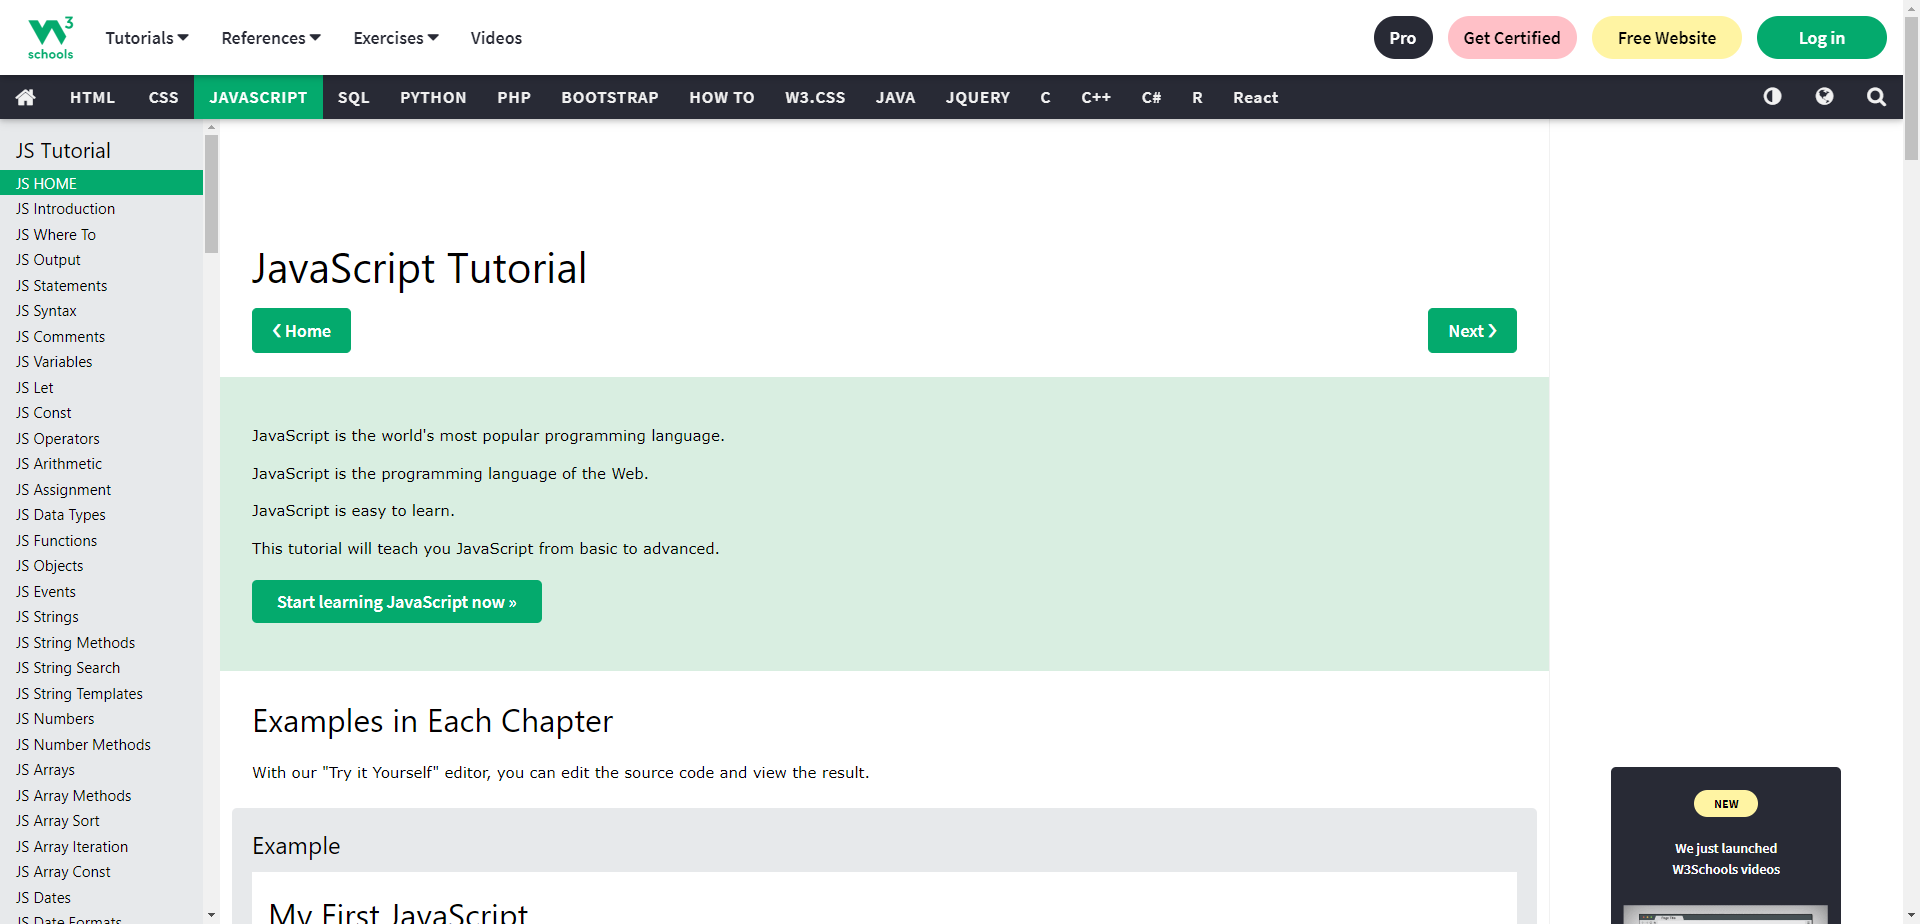 W3 schools
Tutorials References Exercises Videos
Pro Get Certified Free Website Log in
HTML CSS JAVASCRIPT SQL PYTHON PHP BOOTSTRAP HOW TO W3.CSS JAVA JQUERY C C++ C# R React
JS Tutorial
JS HOME
JS Introduction
JS Where To
JS Output
JS Statements
JS Syntax
JS Comments
JS Variables
JS Let
JS Const
JS Operators
JS Arithmetic
JS Assignment
JS Data Types
JS Functions
JS Objects
JS Events
JS Strings
JS String Methods
JS String Search
JS String Templates
JS Numbers
JS Number Methods
JS Arrays
JS Array Methods
JS Array Sort
JS Array Iteration
JS Array Const
JS Dates
JS Date Formats
JavaScript Tutorial
❮ Home
Next ❯
JavaScript is the world's most popular programming language.
JavaScript is the programming language of the Web.
JavaScript is easy to learn.
This tutorial will teach you JavaScript from basic to advanced.
Start learning JavaScript now »
Examples in Each Chapter
With our "Try it Yourself" editor, you can edit the source code and view the result.
Example
My First JavaScript
NEW
We just launched
W3Schools videos